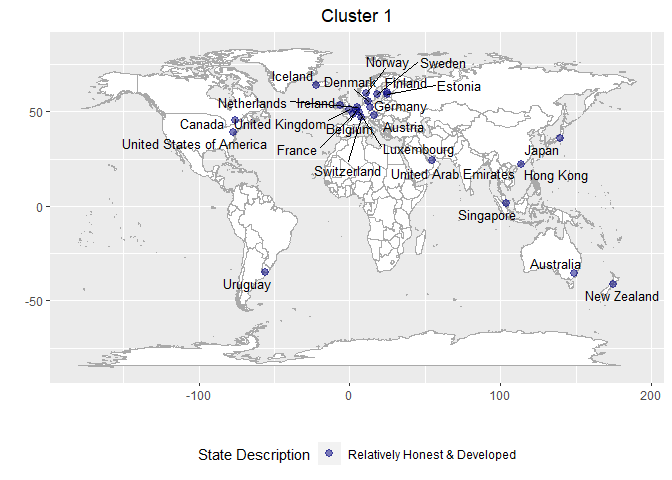 Cluster 1
Norway
Sweden
Iceland
Denmark
Finland
Estonia
Netherlands
Ireland
Germany
50
Canada
United Kingdom
Belgium
Austria
United States of America
France
Luxembourg
Japan
Switzerland
United Arab Emirates
Hong Kong
0
Singapore
Australia
Uruguay
New Zealand
-50
-100
0
100
200
State Description
Relatively Honest & Developed